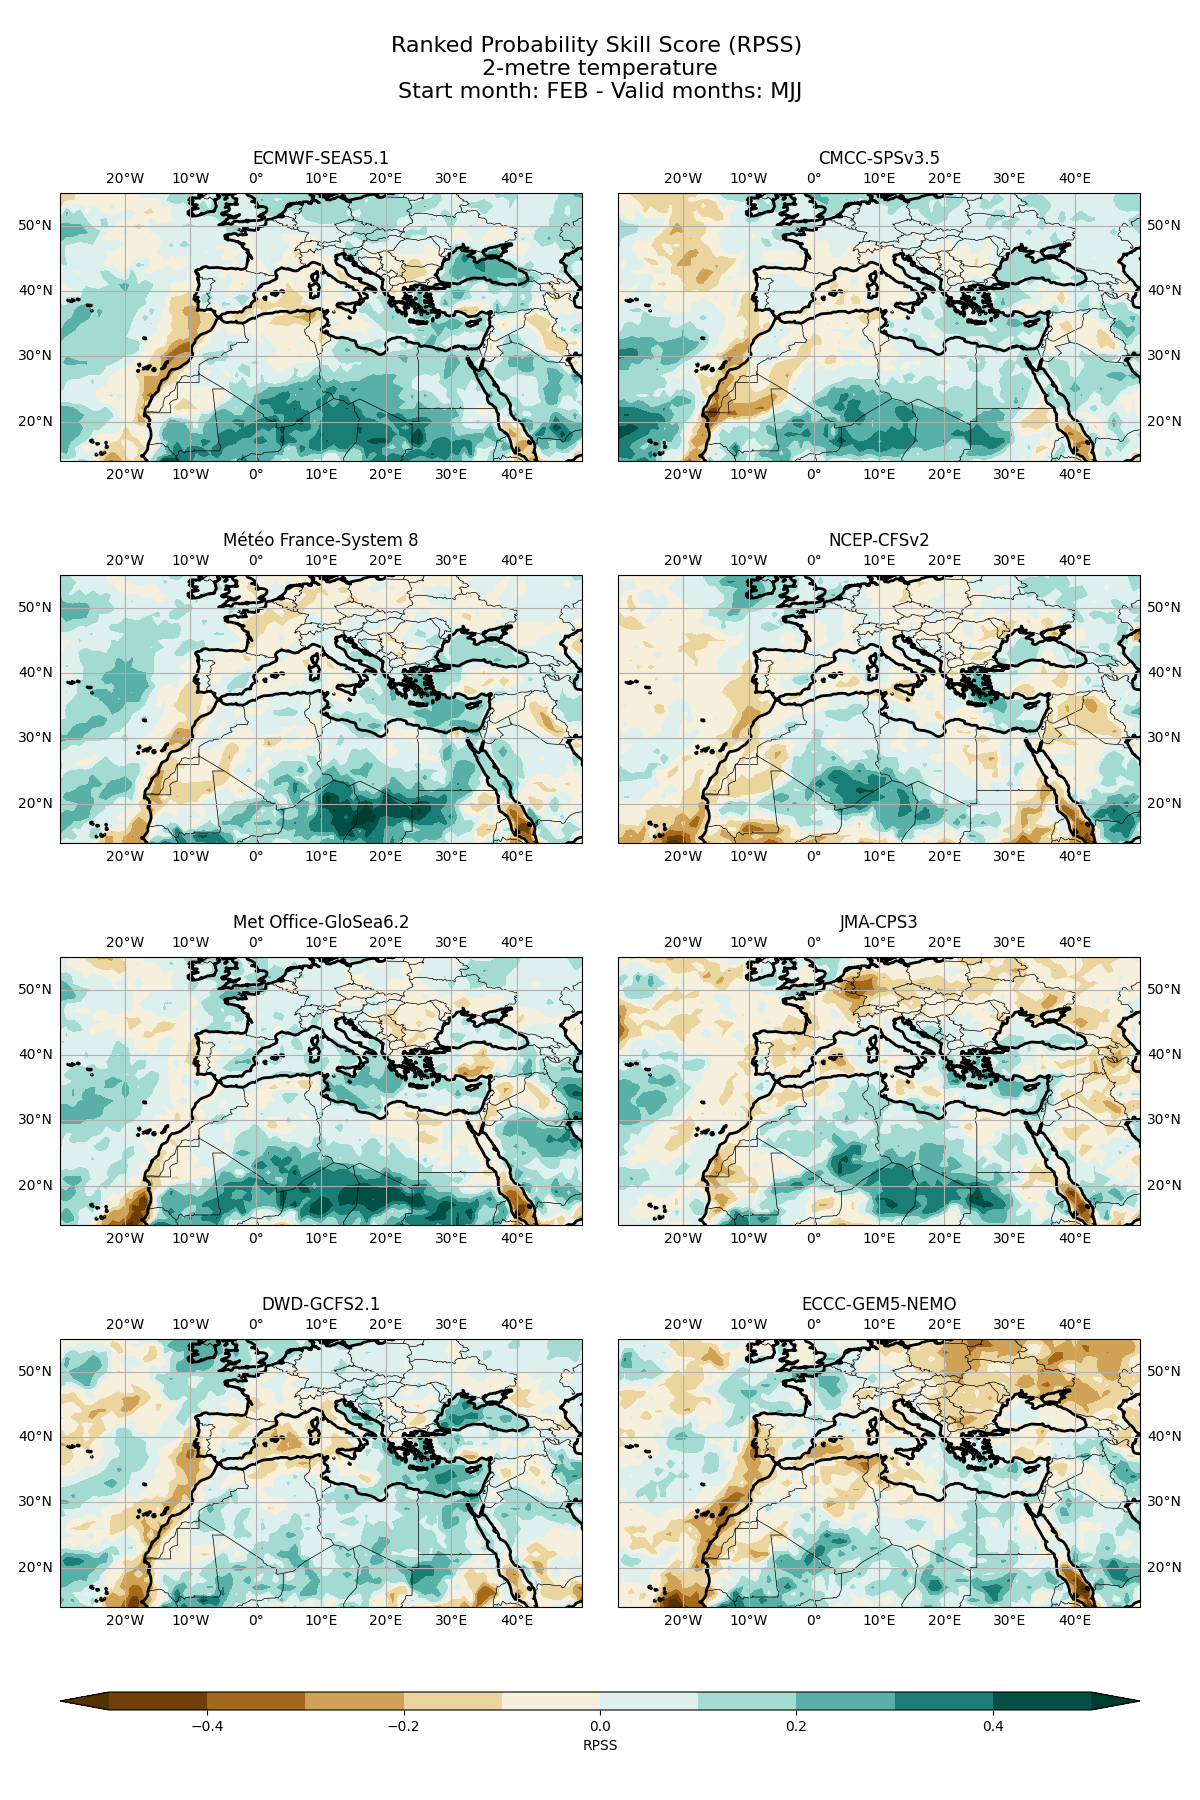 Ranked Probability Skill Score (RPSS)
2-metre temperature
Start month: FEB - Valid months: MJJ
ECMWF-SEAS5.1
20°W 10°W 0° 10°E 20°E 30°E 40°E
50°N
40°N
30°N
20°N
20°W 10°W 0° 10°E 20°E 30°E 40°E
CMCC-SPSv3.5
20°W 10°W 0° 10°E 20°E 30°E 40°E
50°N
40°N
30°N
20°N
20°W 10°W 0° 10°E 20°E 30°E 40°E
Météo France-System 8
20°W 10°W 0° 10°E 20°E 30°E 40°E
50°N
40°N
30°N
20°N
20°W 10°W 0° 10°E 20°E 30°E 40°E
NCEP-CFSv2
20°W 10°W 0° 10°E 20°E 30°E 40°E
50°N
40°N
30°N
20°N
20°W 10°W 0° 10°E 20°E 30°E 40°E
Met Office-GloSea6.2
20°W 10°W 0° 10°E 20°E 30°E 40°E
50°N
40°N
30°N
20°N
20°W 10°W 0° 10°E 20°E 30°E 40°E
JMA-CPS3
20°W 10°W 0° 10°E 20°E 30°E 40°E
50°N
40°N
30°N
20°N
20°W 10°W 0° 10°E 20°E 30°E 40°E
DWD-GCFS2.1
20°W 10°W 0° 10°E 20°E 30°E 40°E
50°N
40°N
30°N
20°N
20°W 10°W 0° 10°E 20°E 30°E 40°E
ECCC-GEM5-NEMO
20°W 10°W 0° 10°E 20°E 30°E 40°E
50°N
40°N
30°N
20°N
20°W 10°W 0° 10°E 20°E 30°E 40°E
−0.4 −0.2 0.0 0.2 0.4
RPSS